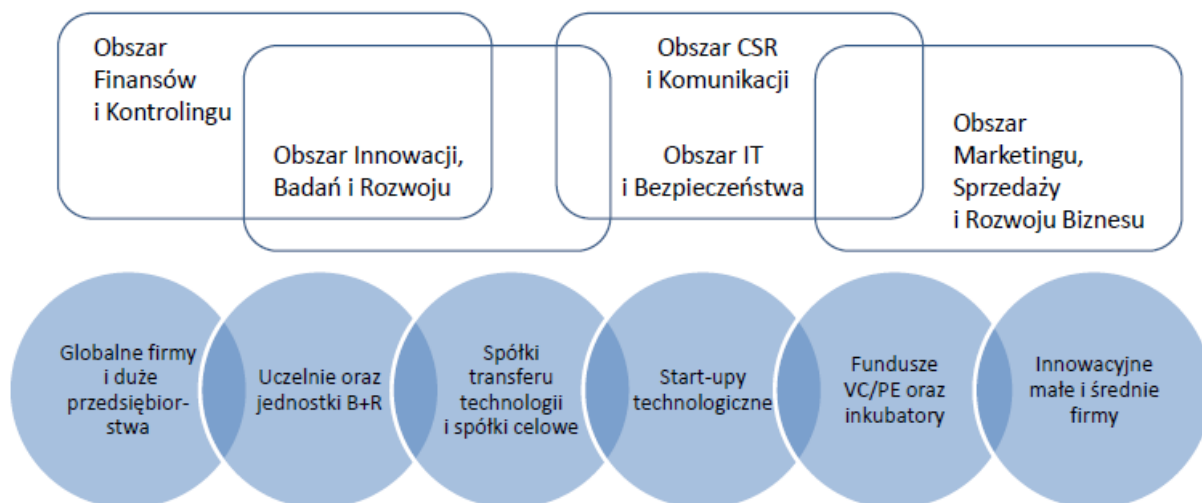 Obszar
Finansów
i Kontrolingu
Obszar Innowacji,
Badań i Rozwoju
Obszar CSR
i Komunikacji
Obszar IT
i Bezpieczeństwa
Obszar
Marketingu,
Sprzedaży
i Rozwoju Biznesu
Globalne firmy
i duże
przedsiębior-
stwa
Uczelnie oraz
jednostki B+R
Spółki
transferu
technologii
i spółki celowe
Start-upy
technologiczne
Fundusze
VC/PE oraz
inkubatory
Innowacyjne
małe i średnie
firmy